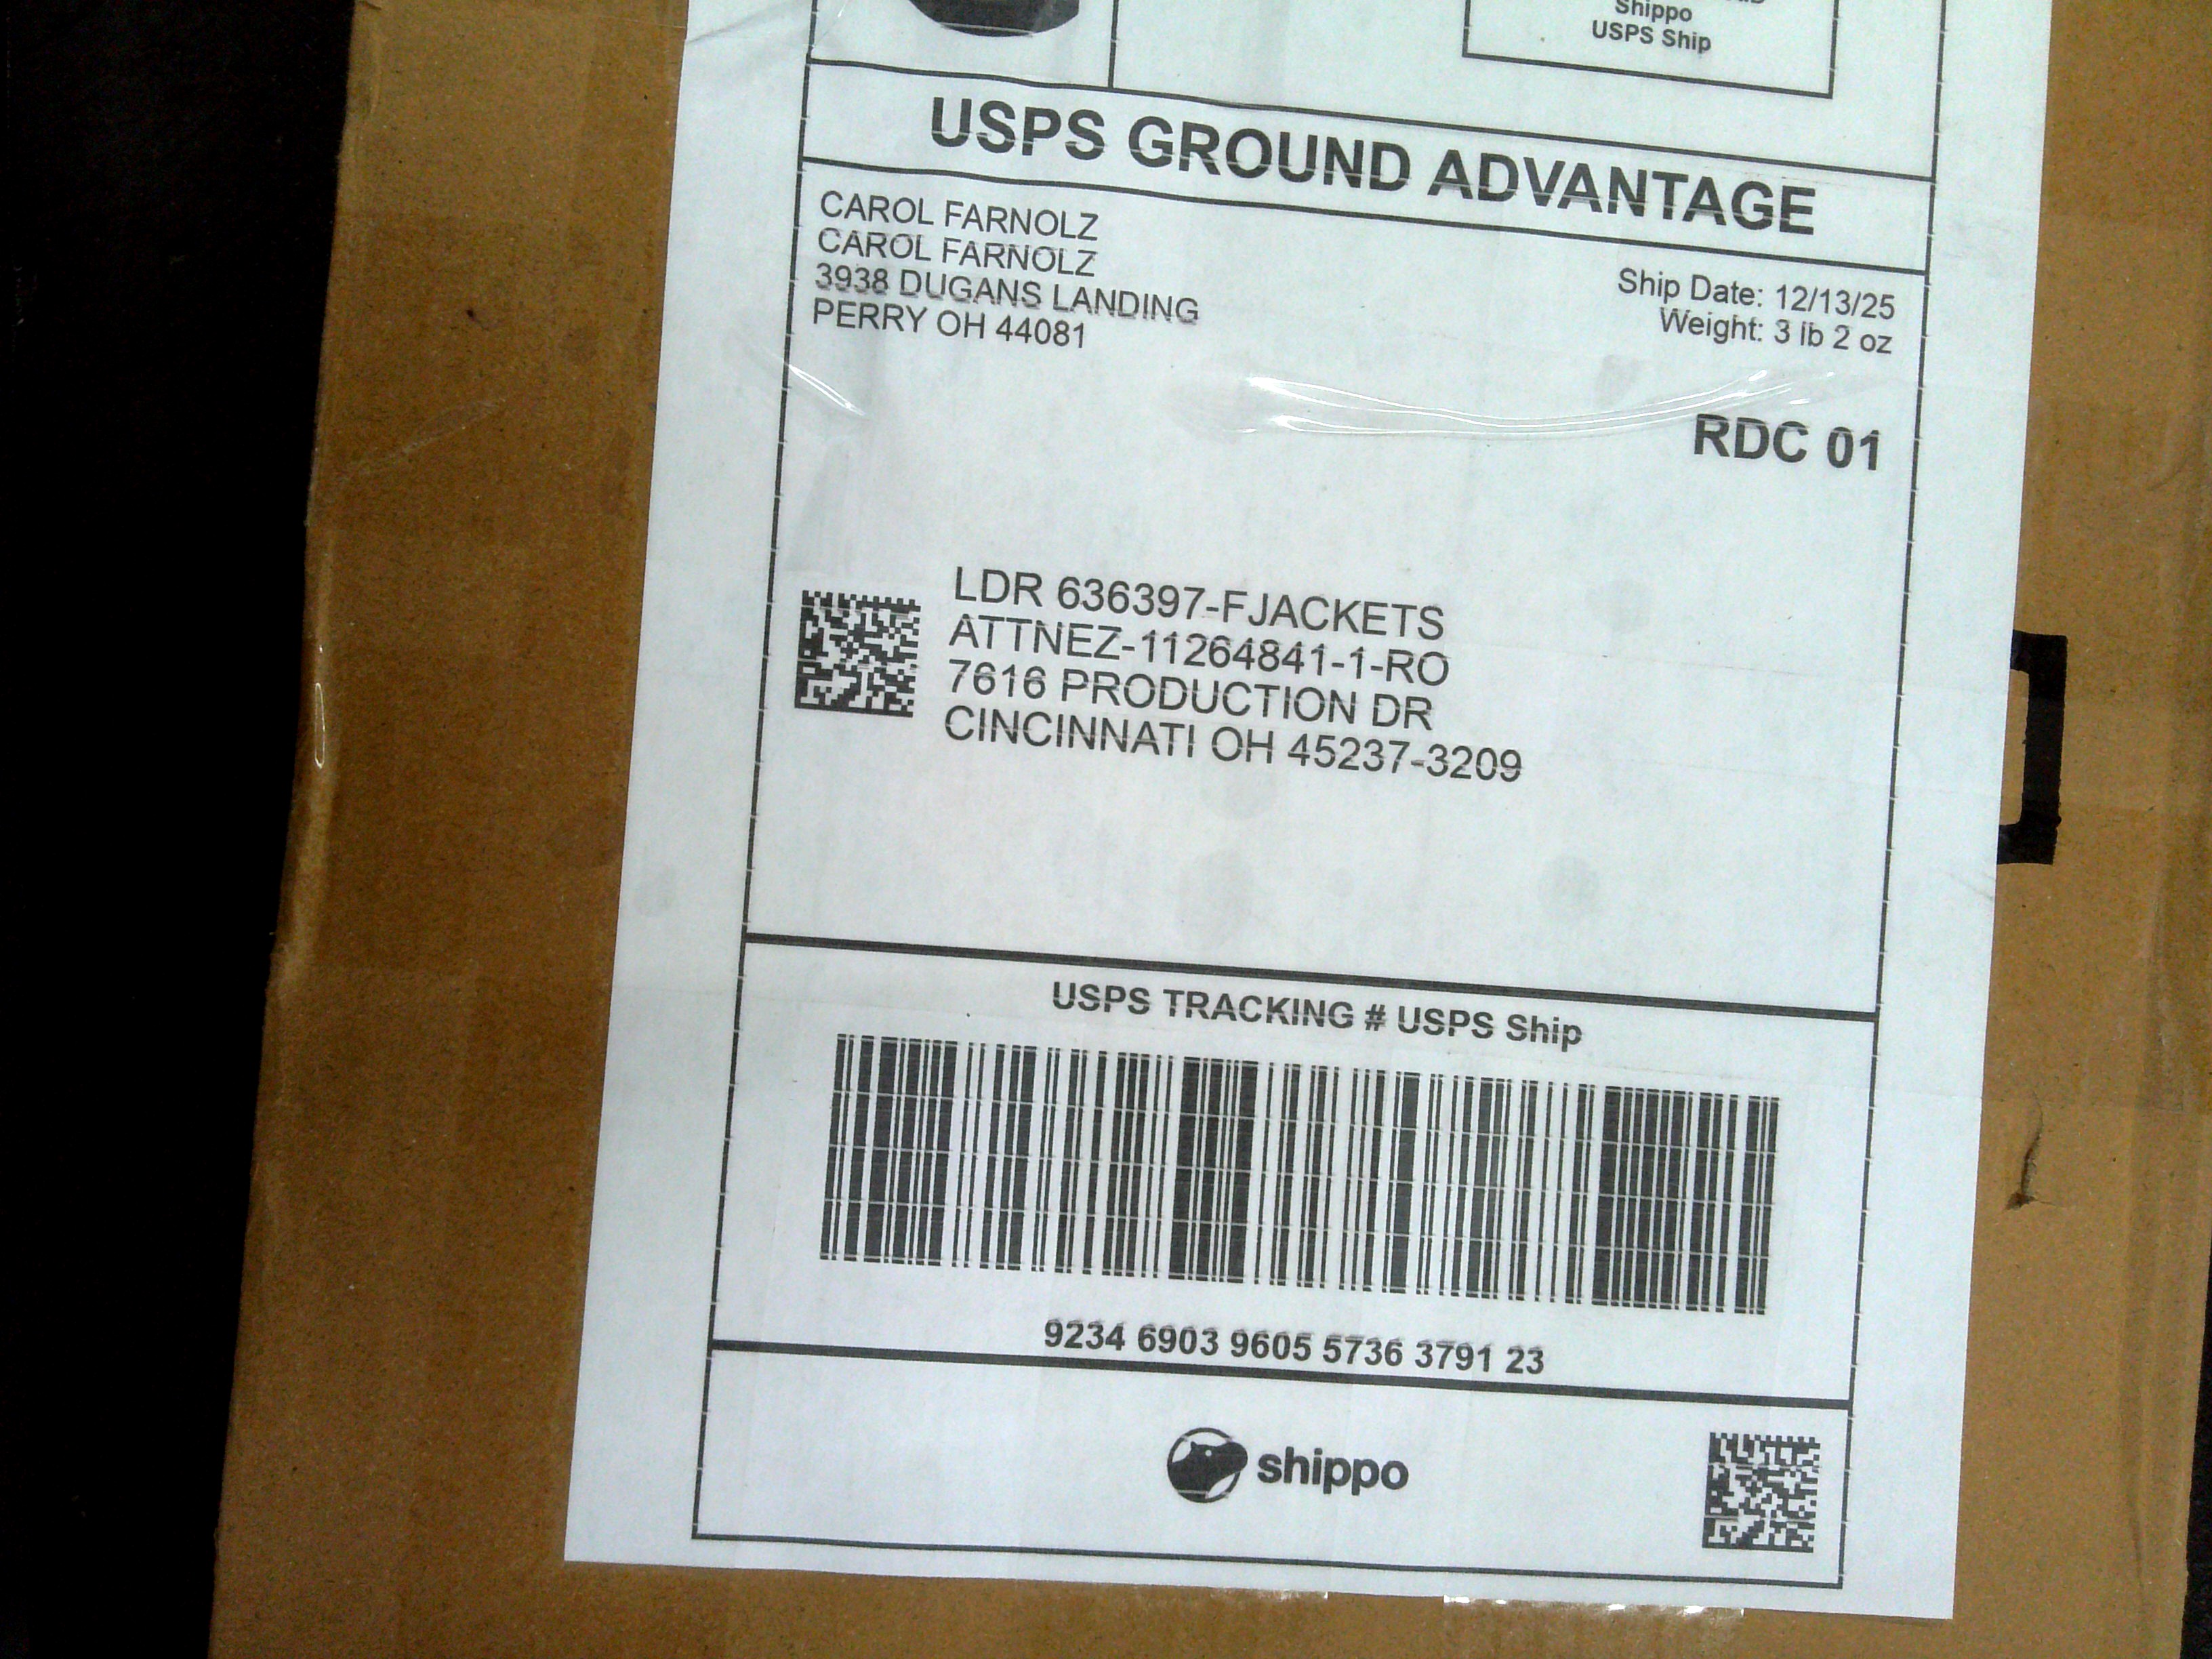 Shippo
USPS Ship
USPS GROUND ADVANTAGE
CAROL FARNOLZ
CAROL FARNOLZ
3938 DUGANS LANDING
PERRY OH 44081
Ship Date: 12/13/25
Weight: 3 lb 2 oz
RDC 01
LDR 636397-FJACKETS
ATTNEZ-11264841-1-RO
7616 PRODUCTION DR
CINCINNATI OH 45237-3209
USPS TRACKING # USPS Ship
9234 6903 9605 5736 3791 23
shippo